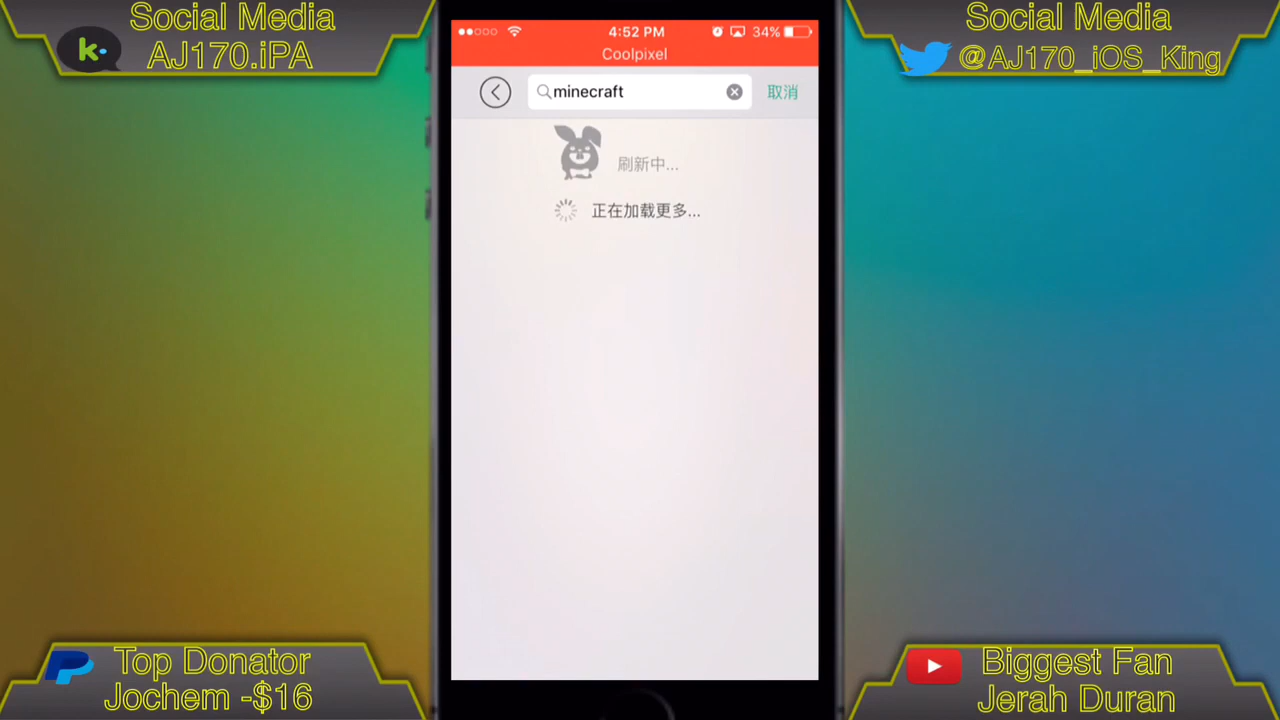 Social Media
AJ170.iPA
k.
Social Media
@AJ170_iOS_King
4:52 PM
34%
Coolpixel
minecraft
取消
刷新中...
正在加载更多...
Top Donator
Jochem -$16
Biggest Fan
Jerah Duran